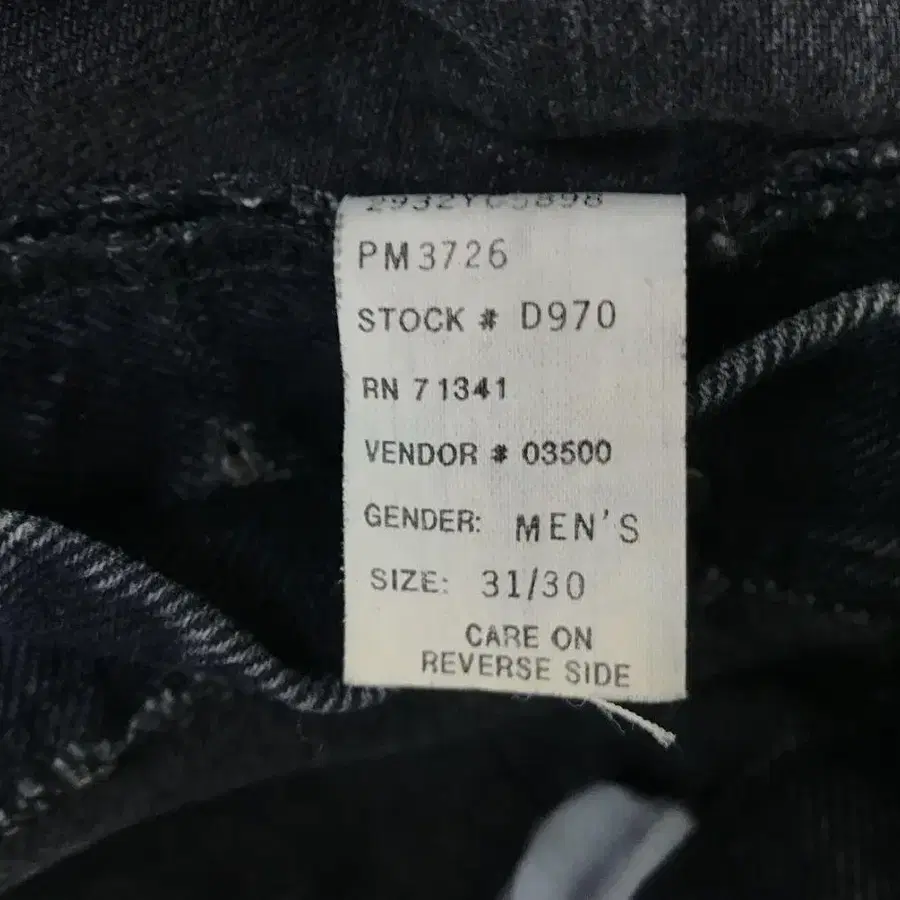 PM3726
STOCK # D970
RN 71341
VENDOR # 03500
GENDER: MEN'S
SIZE: 31/30
CARE ON
REVERSE SIDE